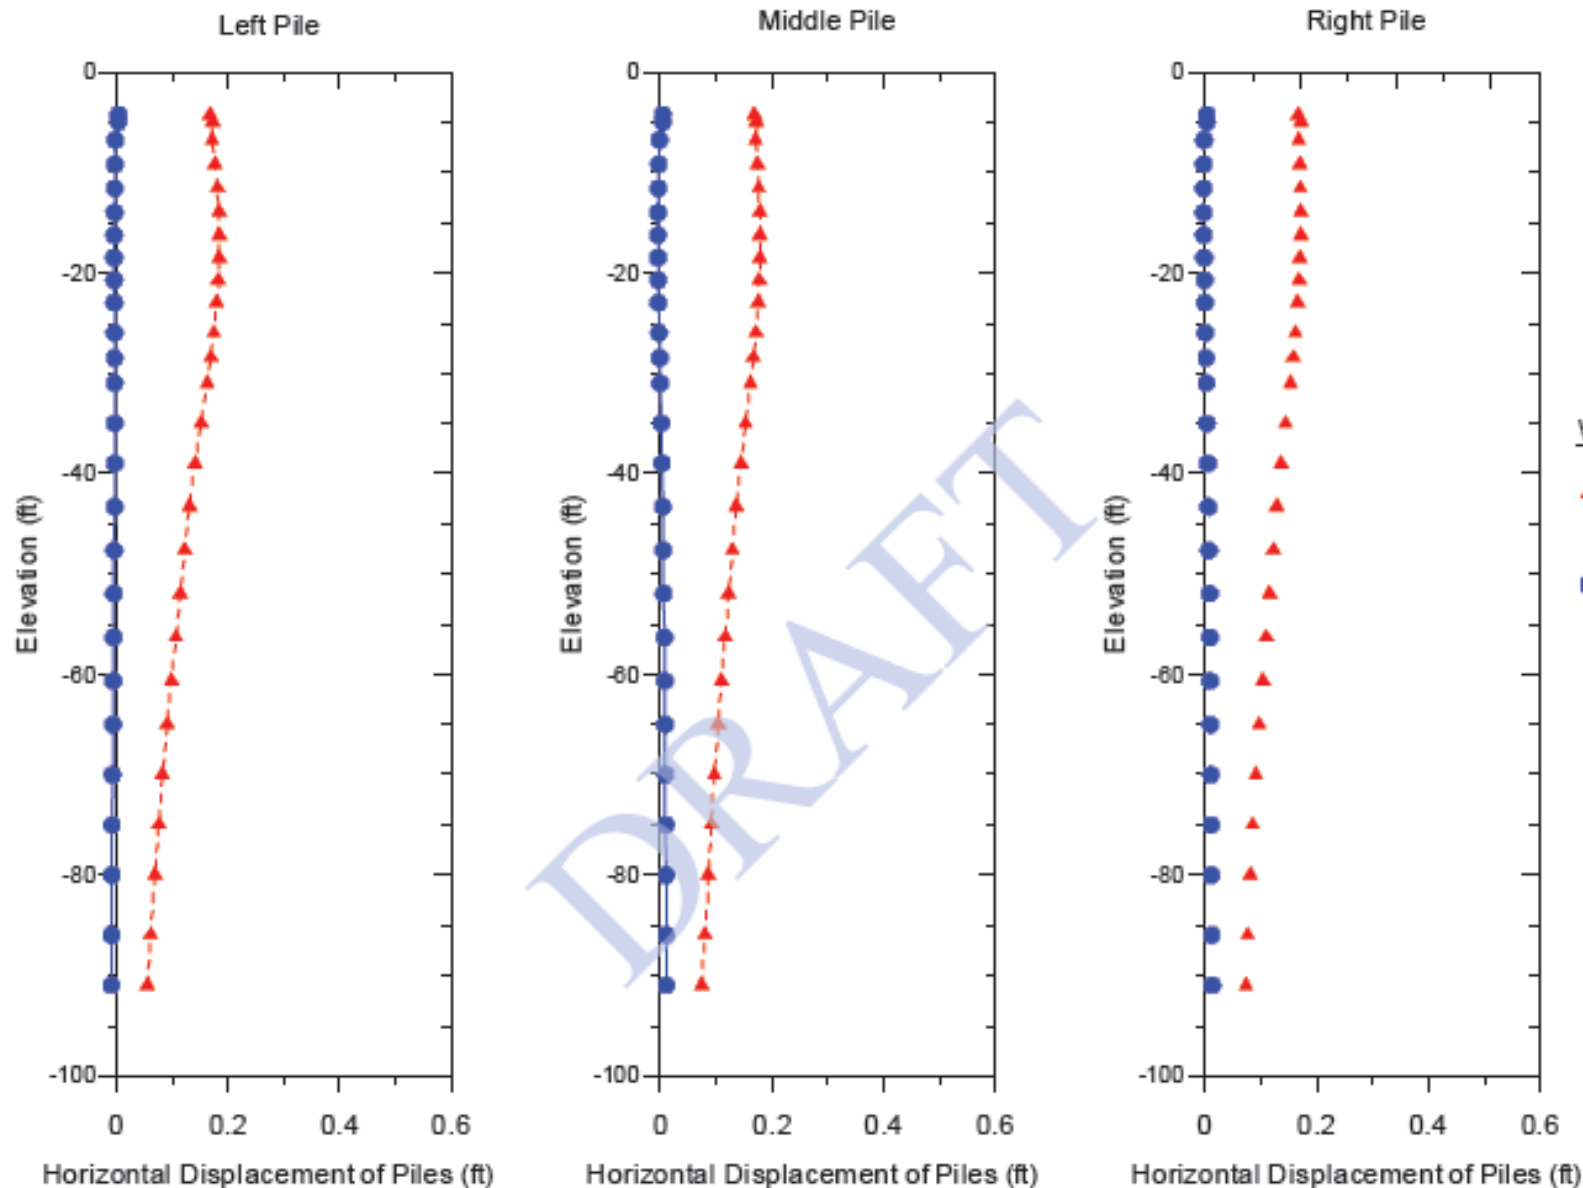 Left Pile
Middle Pile
Right Pile
0
-20
-40
-60
-80
-100
Elevation (ft)
0 0.2 0.4 0.6
Horizontal Displacement of Piles (ft)
0
-20
-40
-60
-80
-100
Elevation (ft)
0 0.2 0.4 0.6
Horizontal Displacement of Piles (ft)
0
-20
-40
-60
-80
-100
Elevation (ft)
0 0.2 0.4 0.6
Horizontal Displacement of Piles (ft)
DRAFT